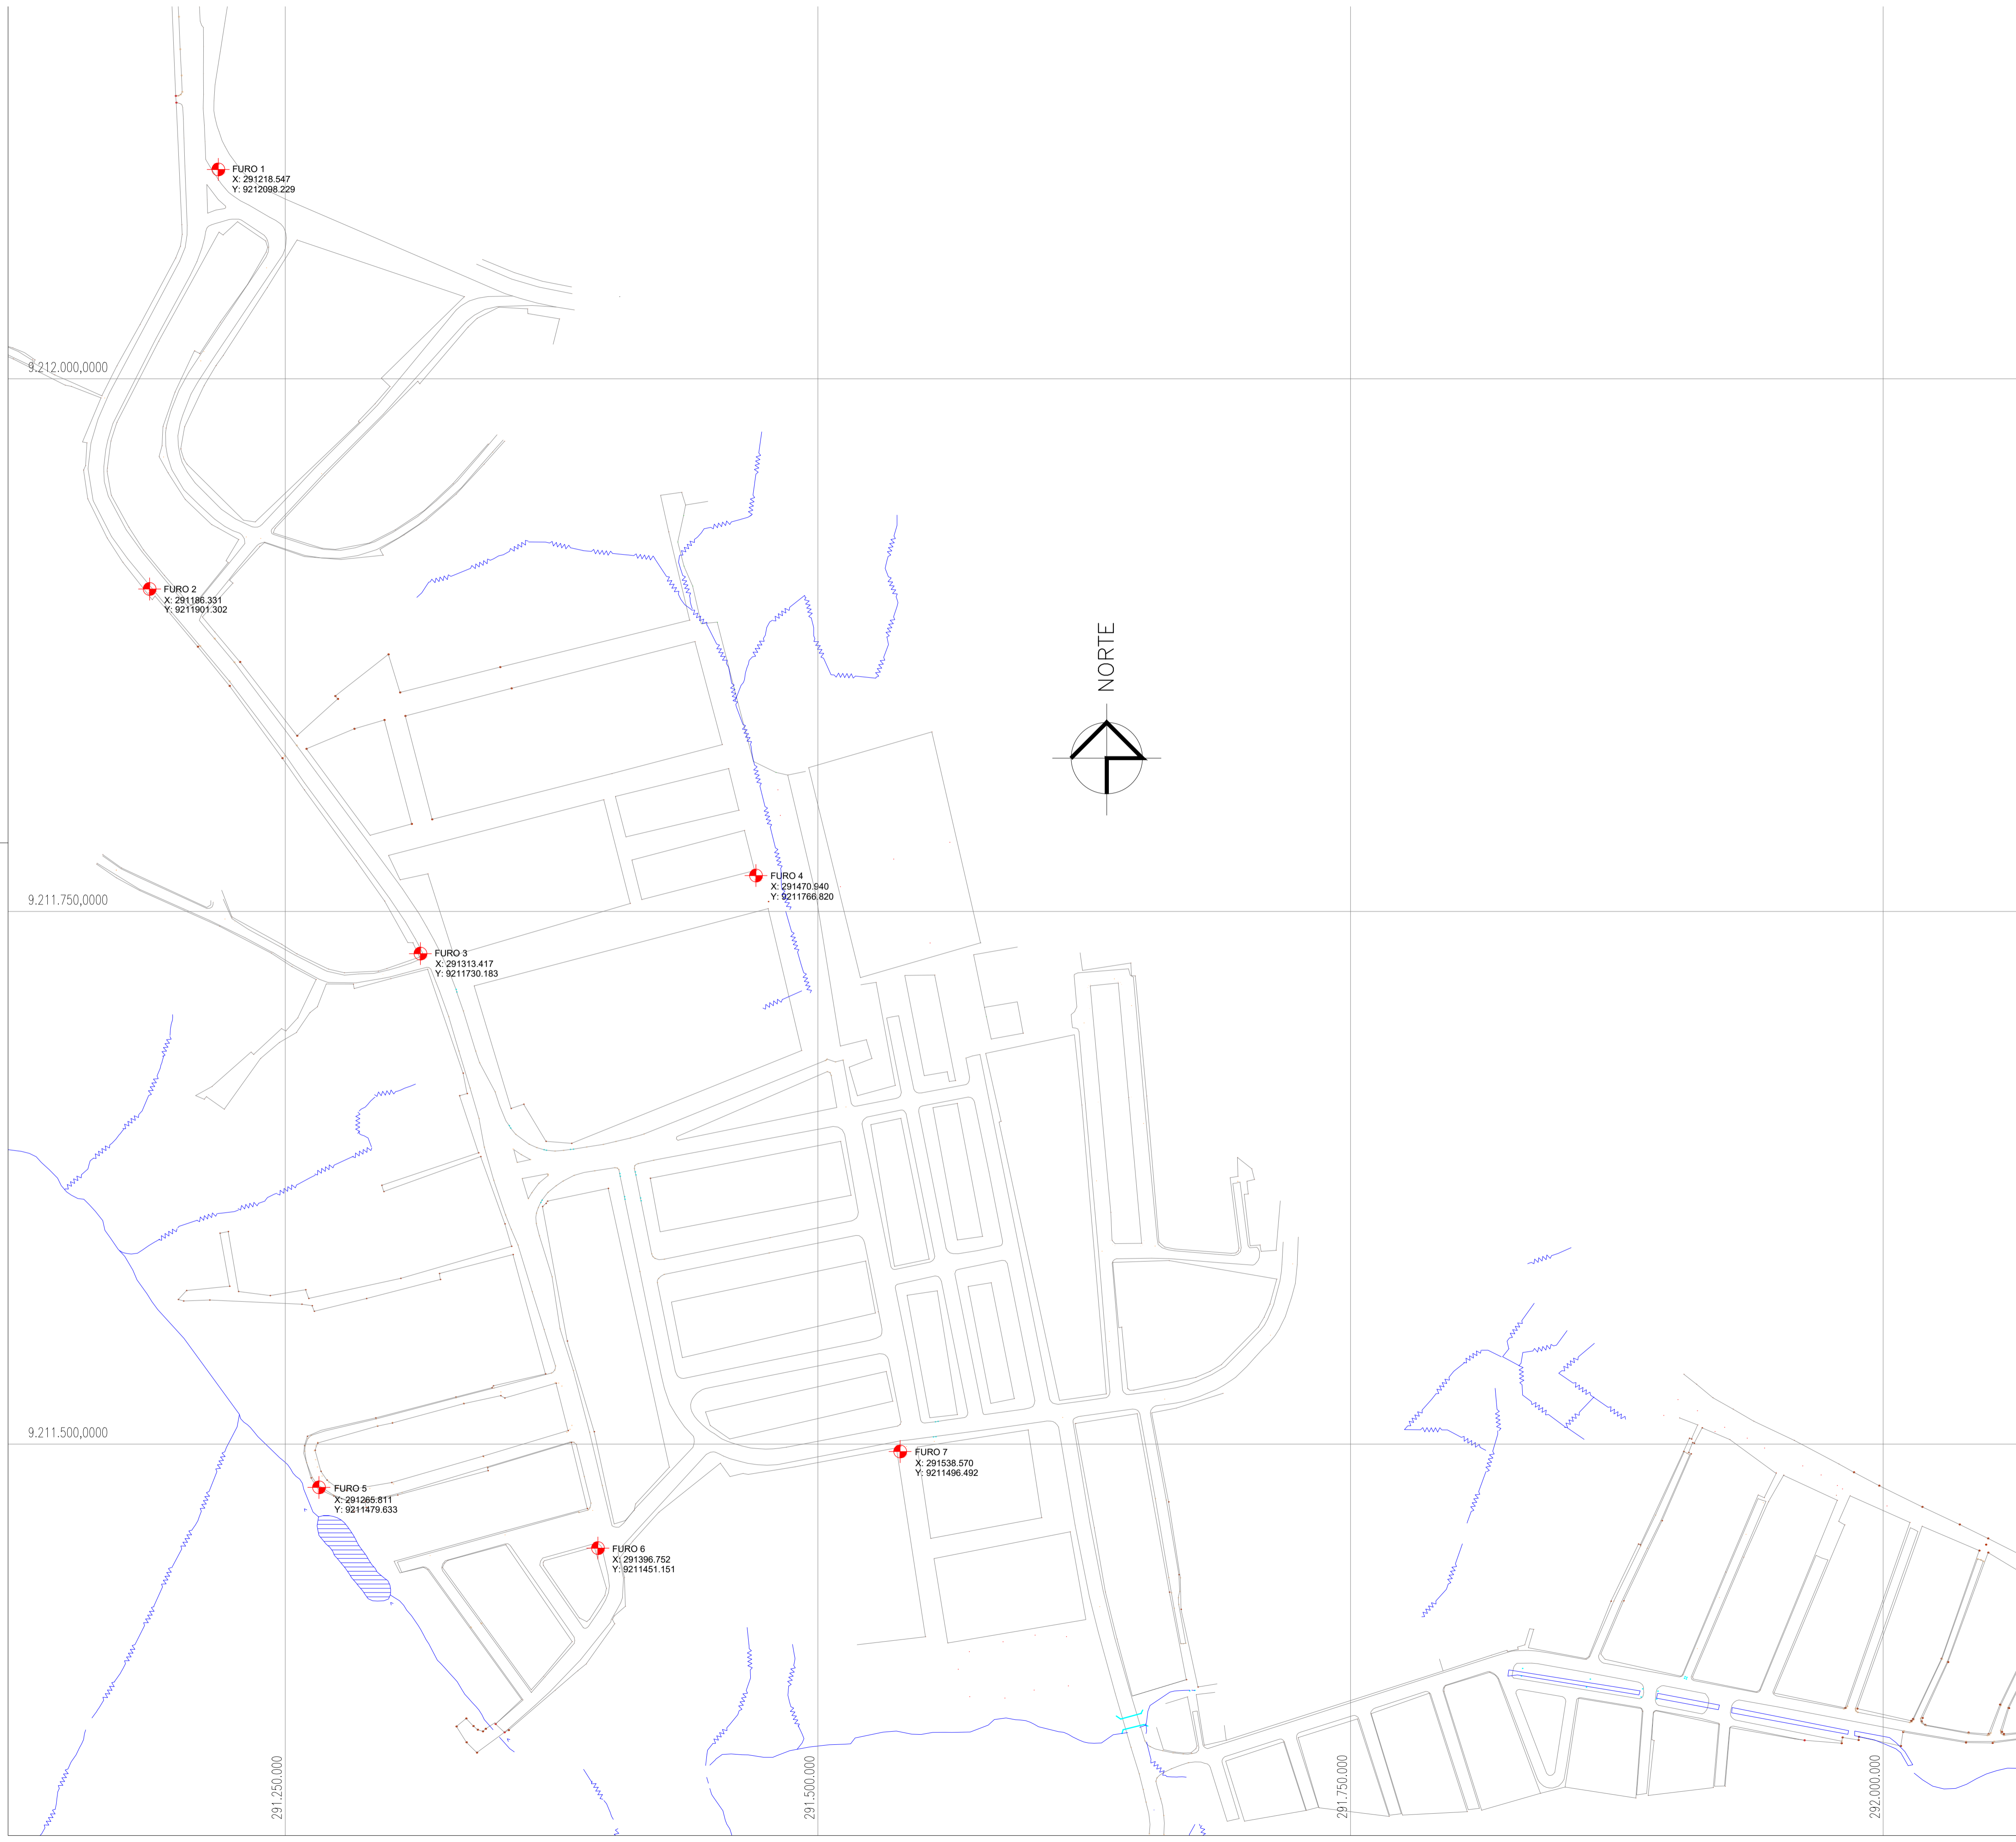 FURO 1
X: 291218.547
Y: 9212098.229
9.212.000,0000
FURO 2
X: 291186.331
Y: 9211901.302
NORTE
FURO 4
X: 291470.940
Y: 9211766.820
9.211.750,0000
FURO 3
X: 291313.417
Y: 9211730.183
9.211.500,0000
FURO 7
X: 291538.570
Y: 9211496.492
FURO 5
X: 291265.811
Y: 9211479.633
FURO 6
X: 291396.752
Y: 9211451.151
291.250.000
291.500.000
291.750.000
292.000.000